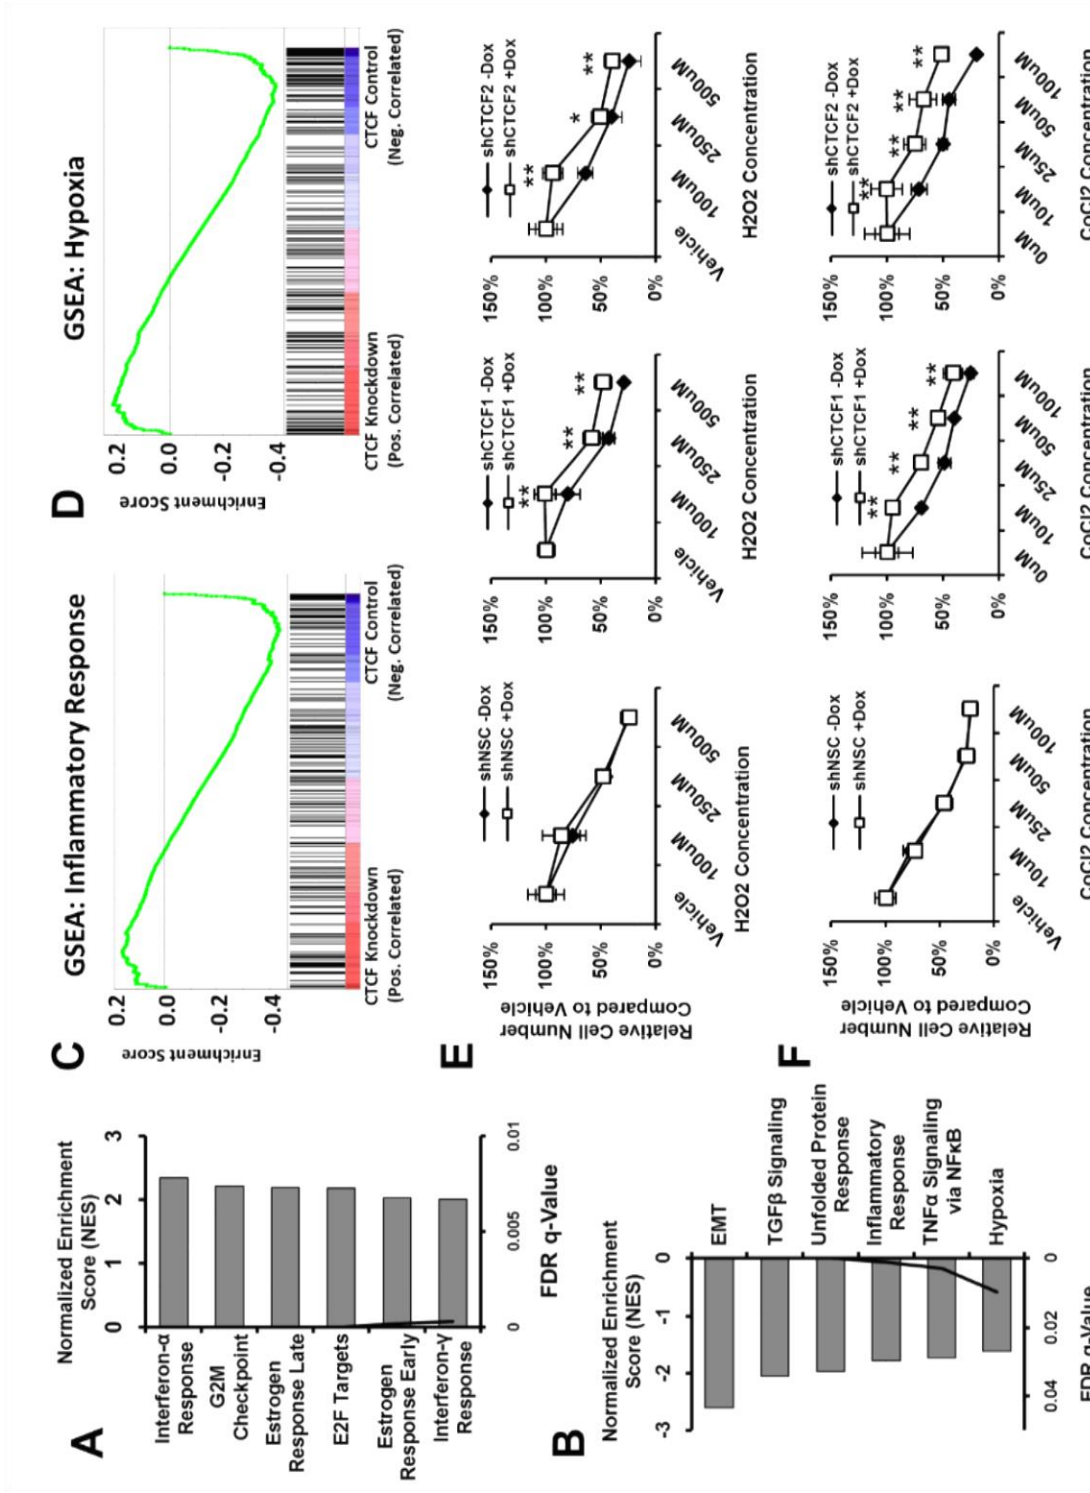 A
Normalized Enrichment
Score (NES)
0
1
2
3
Interferon-α
Response
G2M
Checkpoint
Estrogen
Response Late
E2F Targets
Estrogen
Response Early
Interferon-γ
Response
0
0.005
0.01
FDR q-Value
B
Normalized Enrichment
Score (NES)
-3
-2
-1
0
EMT
TGFβ Signaling
Unfolded Protein
Response
Inflammatory
Response
TNFα Signaling
via NFκB
Hypoxia
0.04
0.02
0
FDR q-Value
C
GSEA: Inflammatory Response
Enrichment Score
0.2
0.0
-0.2
-0.4
CTCF Knockdown
(Pos. Correlated)
CTCF Control
(Neg. Correlated)
D
GSEA: Hypoxia
Enrichment Score
0.2
0.0
-0.2
-0.4
CTCF Knockdown
(Pos. Correlated)
CTCF Control
(Neg. Correlated)
E
Relative Cell Number
Compared to Vehicle
150%
100%
50%
0%
shNSC -Dox
shNSC +Dox
Vehicle
100uM
250uM
500uM
H2O2 Concentration
150%
100%
50%
0%
shCTCF1 -Dox
shCTCF1 +Dox
**
**
**
Vehicle
100uM
250uM
500uM
H2O2 Concentration
150%
100%
50%
0%
shCTCF2 -Dox
shCTCF2 +Dox
**
*
**
Vehicle
100uM
250uM
500uM
H2O2 Concentration
F
Relative Cell Number
Compared to Vehicle
150%
100%
50%
0%
shNSC -Dox
shNSC +Dox
Vehicle
10uM
25uM
50uM
100uM
CoCl2 Concentration
150%
100%
50%
0%
shCTCF1 -Dox
shCTCF1 +Dox
**
**
**
**
0uM
10uM
25uM
50uM
100uM
CoCl2 Concentration
150%
100%
50%
0%
shCTCF2 -Dox
shCTCF2 +Dox
**
**
**
**
0uM
10uM
25uM
50uM
100uM
CoCl2 Concentration